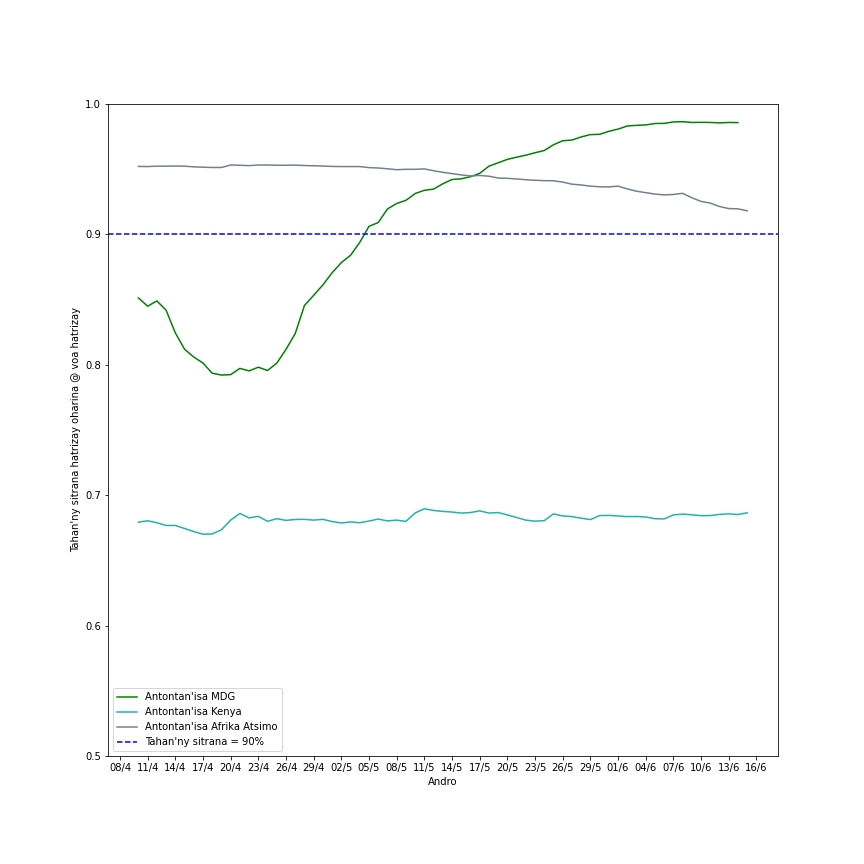 1.0
0.9
0.8
0.7
0.6
0.5
Tahan'ny sitrana hatrizay oharina @ voa hatrizay
Antontan'isa MDG
Antontan'isa Kenya
Antontan'isa Afrika Atsimo
Tahan'ny sitrana = 90%
08/4 11/4 14/4 17/4 20/4 23/4 26/4 29/4 02/5 05/5 08/5 11/5 14/5 17/5 20/5 23/5 26/5 29/5 01/6 04/6 07/6 10/6 13/6 16/6
Andro